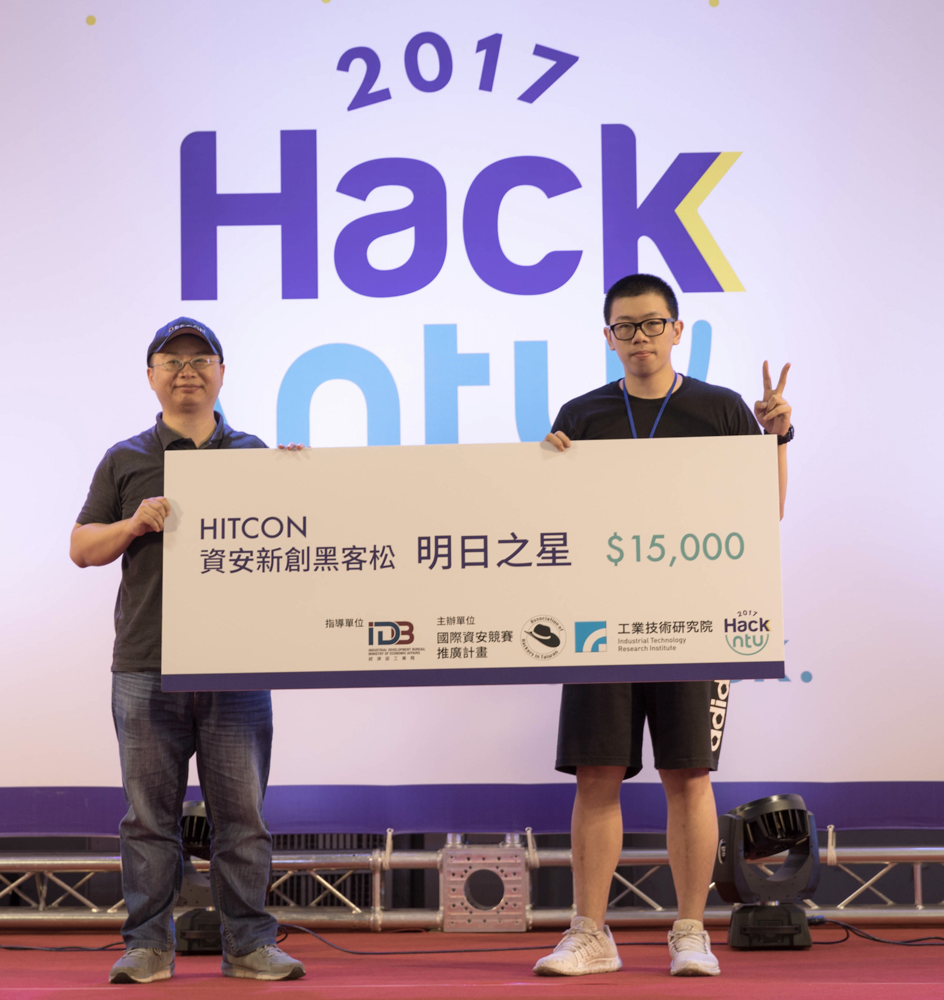 2017
Hack
ntu
HITCON
資安新創黑客松 明日之星 $15,000
指導單位
IDB
INDUSTRIAL DEVELOPMENT BUREAU,
MINISTRY OF ECONOMIC AFFAIRS
經濟部工業局
主辦單位
國際資安競賽
推廣計畫
Association of
Hackers in Taiwan
工業技術研究院
Industrial Technology
Research Institute
2017
Hack
ntu
adid